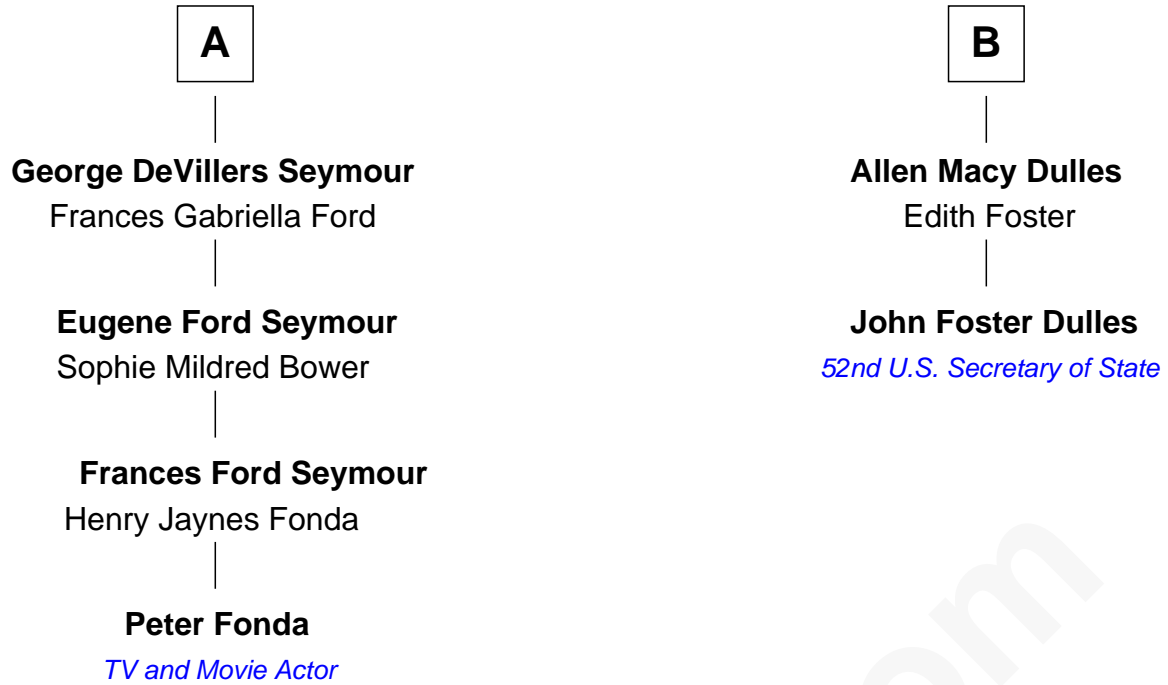 A
George DeVillers Seymour
Frances Gabriella Ford
Eugene Ford Seymour
Sophie Mildred Bower
Frances Ford Seymour
Henry Jaynes Fonda
Peter Fonda
TV and Movie Actor
B
Allen Macy Dulles
Edith Foster
John Foster Dulles
52nd U.S. Secretary of State
om